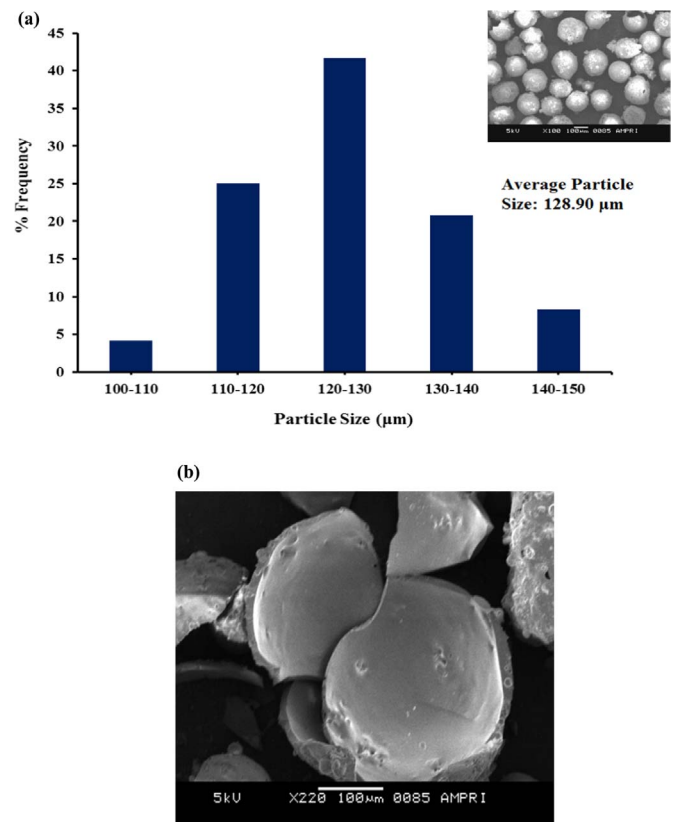 (a)
45
40
35
30
25
20
15
10
5
0
% Frequency
100-110 110-120 120-130 130-140 140-150
Particle Size (µm)
5kV X100 100µm 0085 AMPRI
Average Particle
Size: 128.90 µm
(b)
5kV X220 100µm 0085 AMPRI